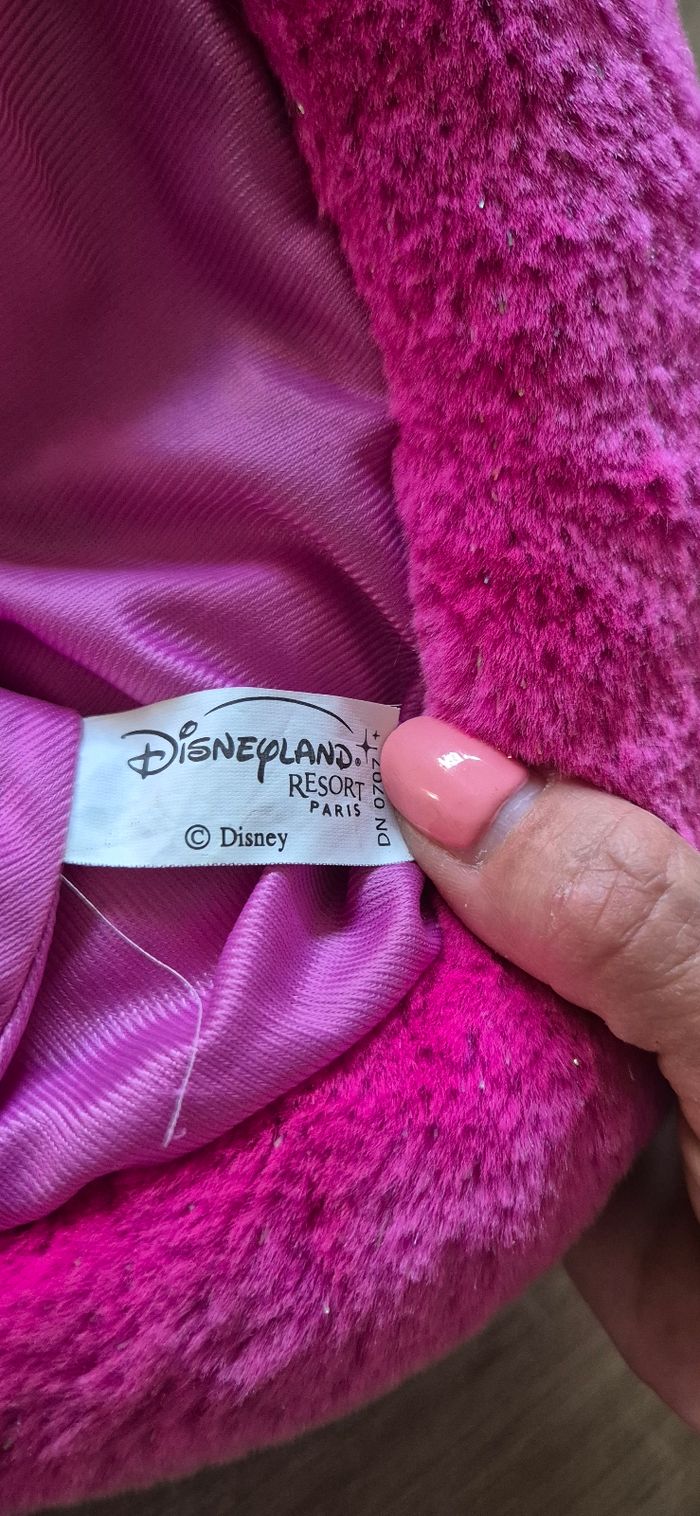 DISNEYLAND
RESORT
PARIS
© Disney
DN 0707